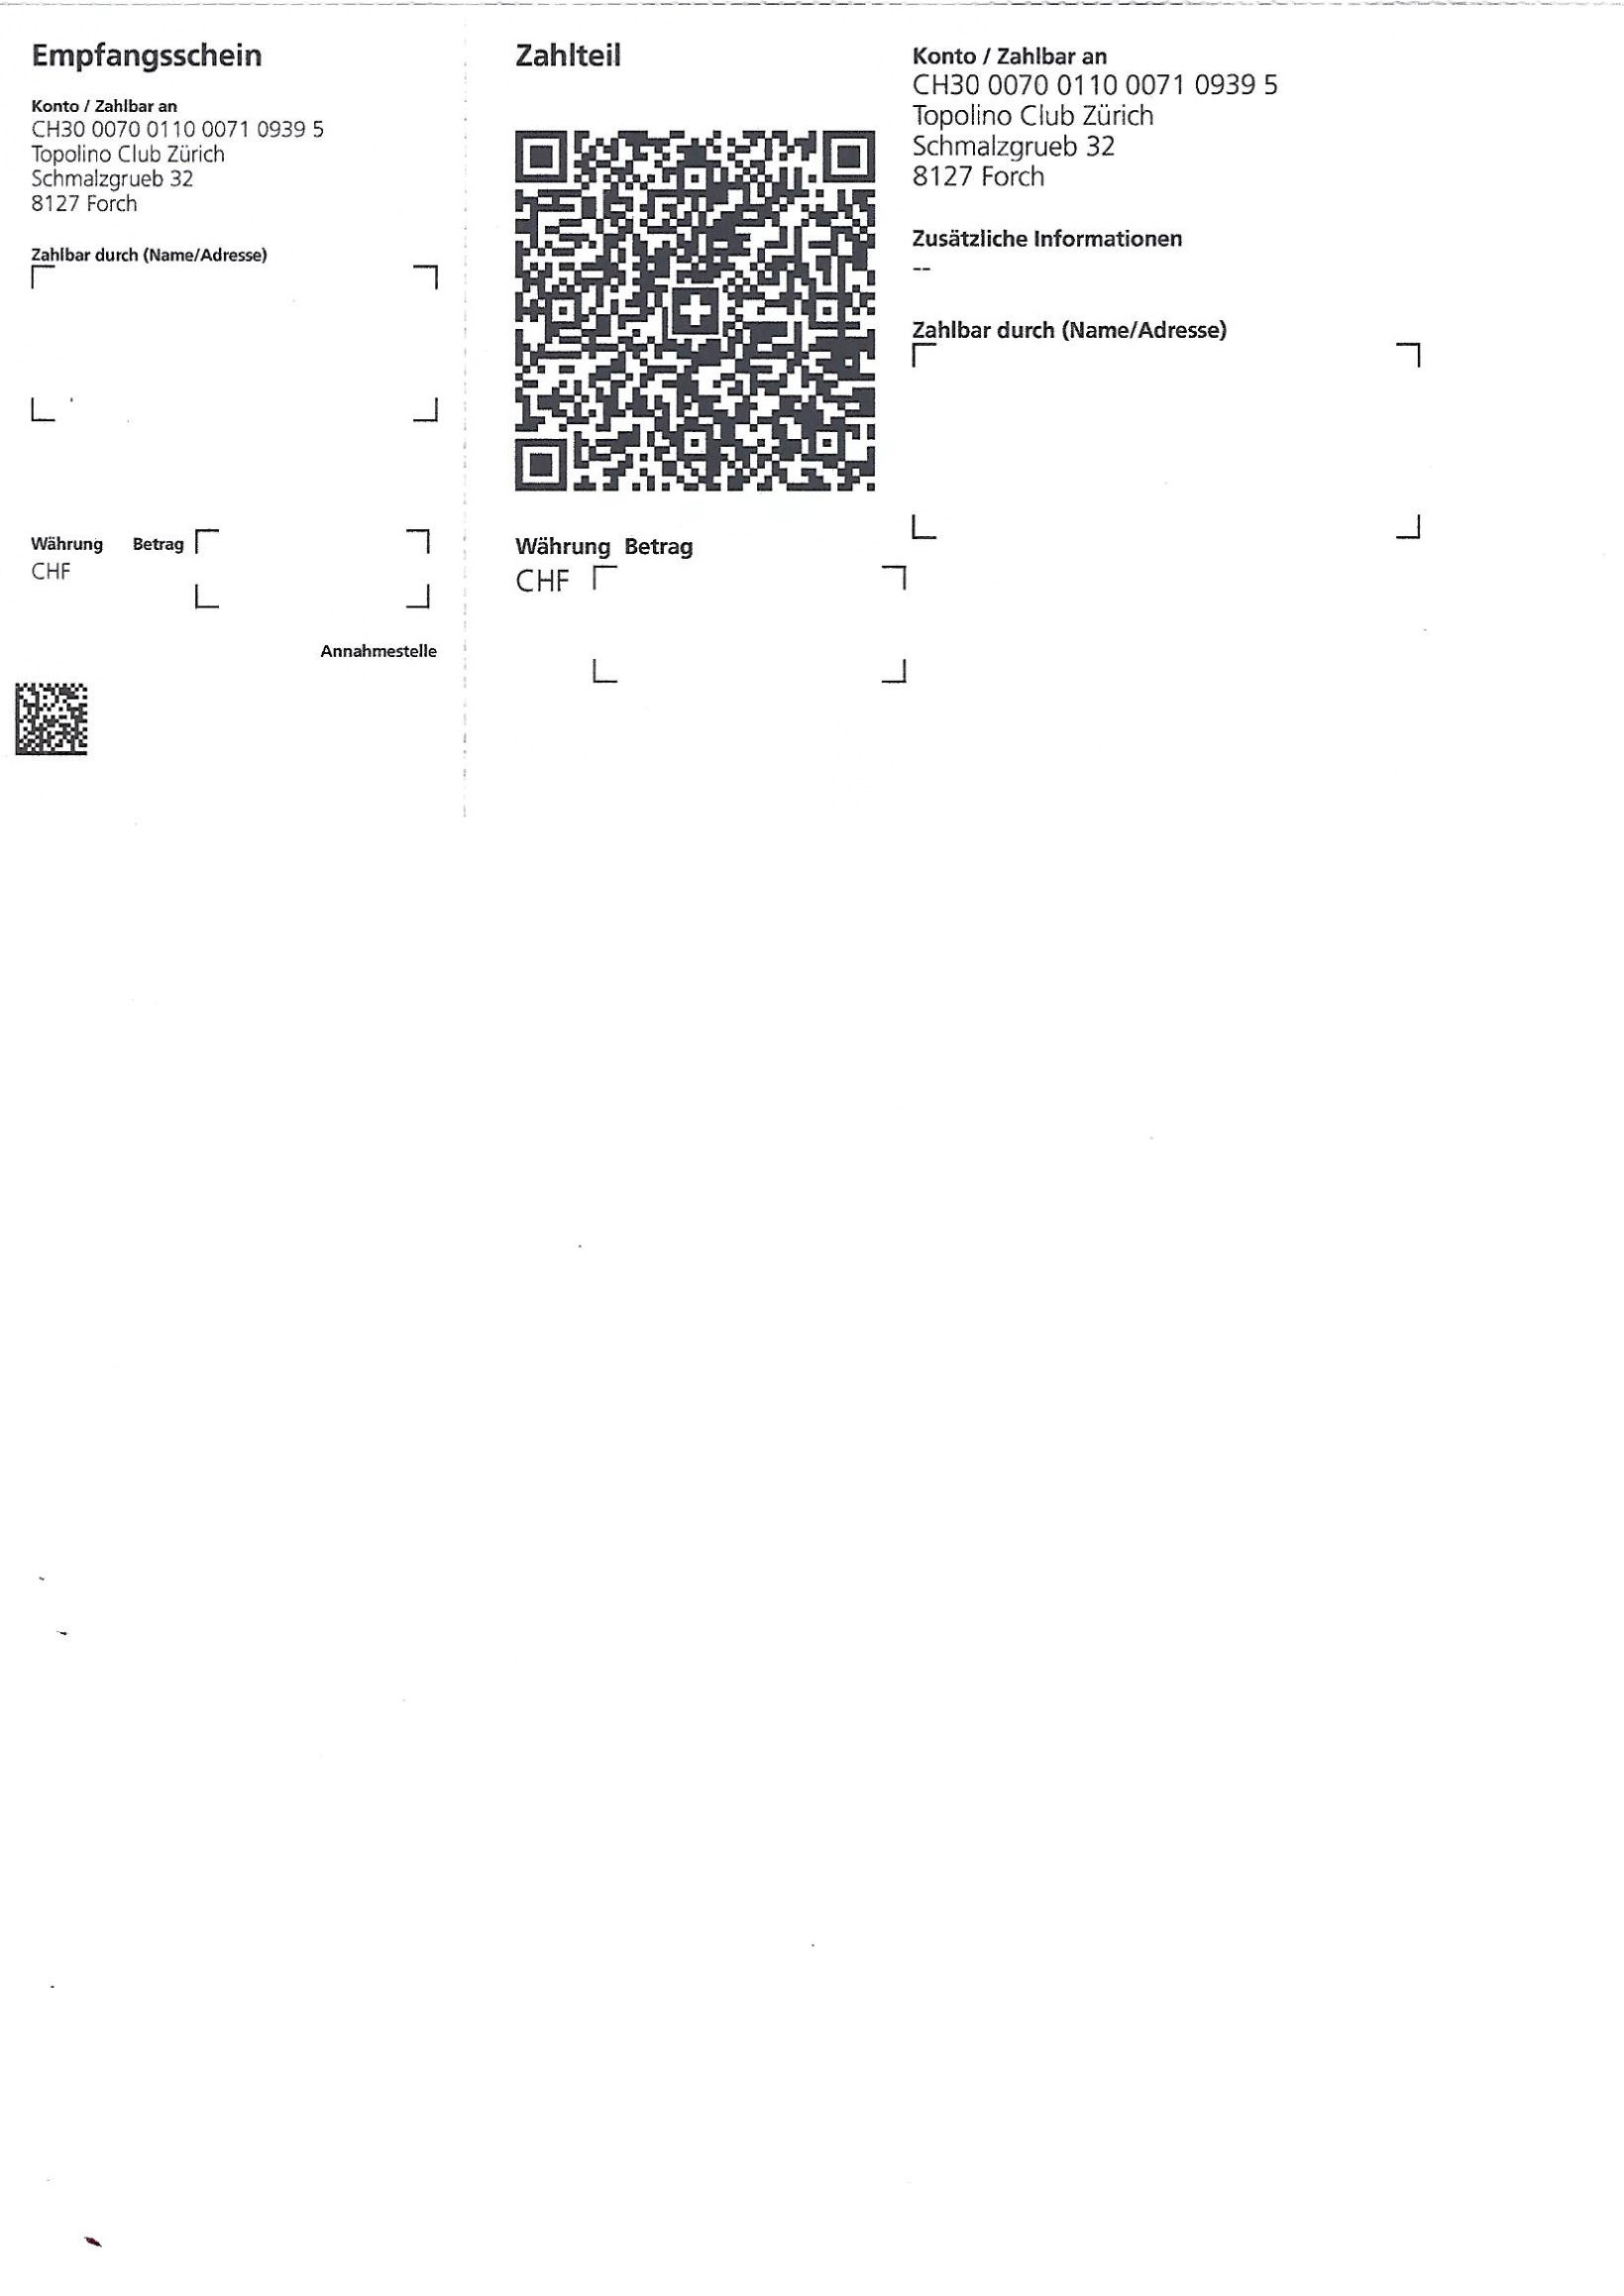 Empfangsschein
Konto / Zahlbar an
CH30 0070 0110 0071 0939 5
Topolino Club Zürich
Schmalzgrueb 32
8127 Forch
Zahlbar durch (Name/Adresse)
Währung Betrag
CHF
Annahmestelle
Zahlteil
Währung Betrag
CHF
Konto / Zahlbar an
CH30 0070 0110 0071 0939 5
Topolino Club Zürich
Schmalzgrueb 32
8127 Forch
Zusätzliche Informationen
--
Zahlbar durch (Name/Adresse)